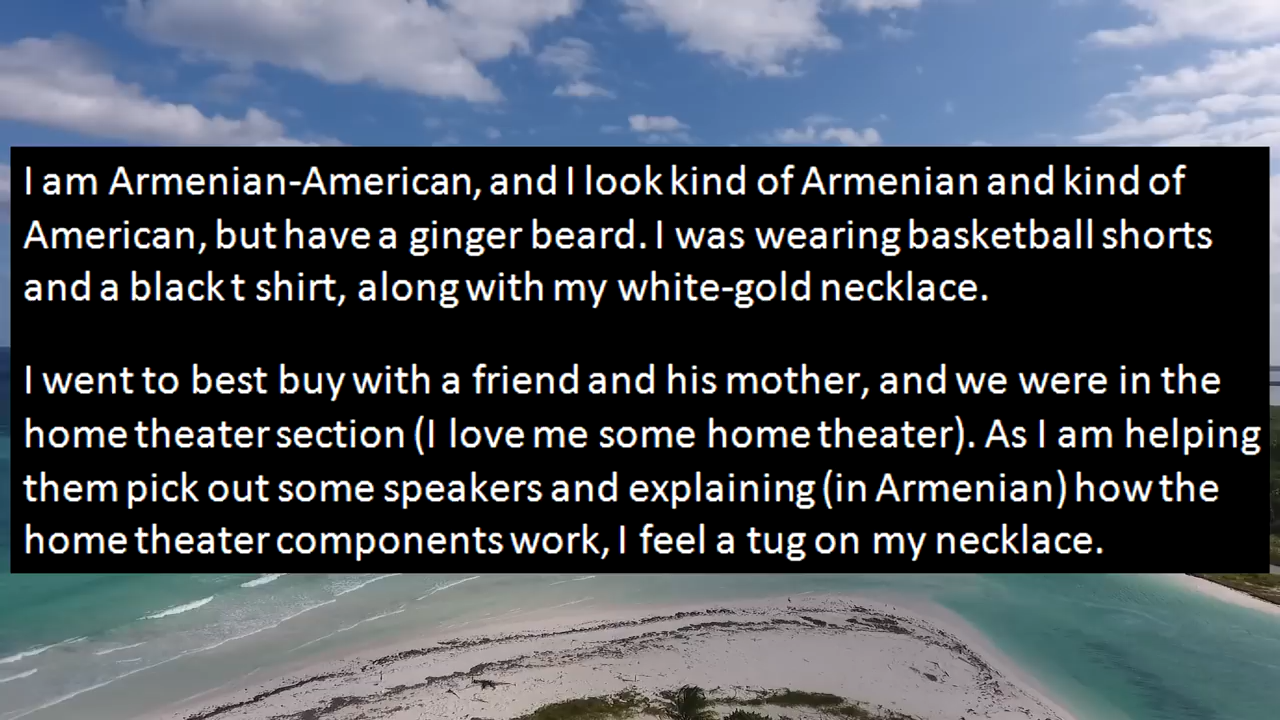 I am Armenian-American, and I look kind of Armenian and kind of
American, but have a ginger beard. I was wearing basketball shorts
and a black t shirt, along with my white-gold necklace.
I went to best buy with a friend and his mother, and we were in the
home theater section (I love me some home theater). As I am helping
them pick out some speakers and explaining (in Armenian) how the
home theater components work, I feel a tug on my necklace.